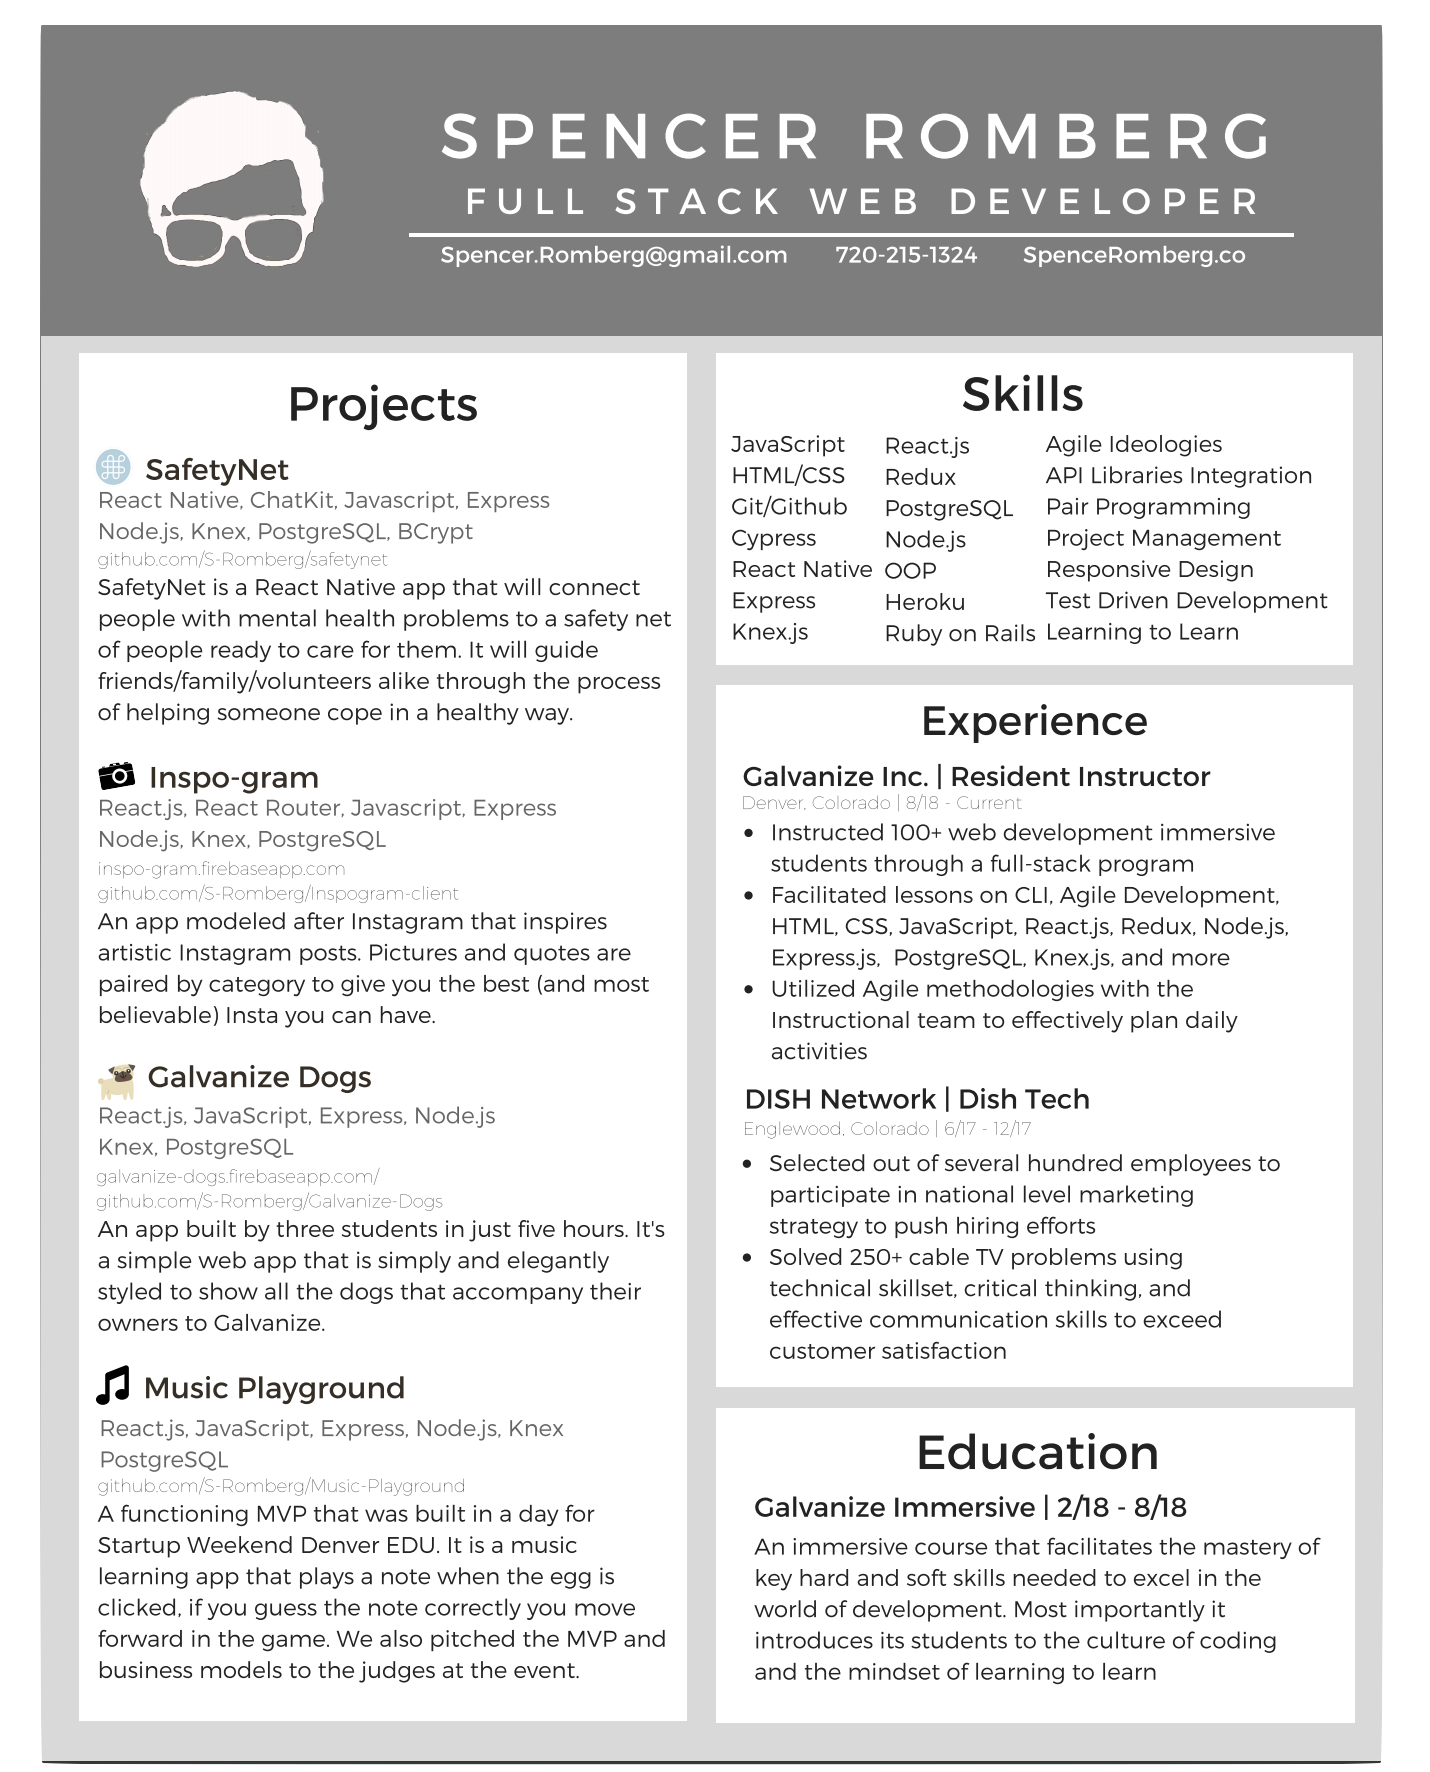 SPENCER ROMBERG
FULL STACK WEB DEVELOPER
Spencer.Romberg@gmail.com 720-215-1324 SpenceRomberg.co
Projects
SafetyNet
React Native, ChatKit, Javascript, Express
Node.js, Knex, PostgreSQL, BCrypt
github.com/S-Romberg/safetynet
SafetyNet is a React Native app that will connect
people with mental health problems to a safety net
of people ready to care for them. It will guide
friends/family/volunteers alike through the process
of helping someone cope in a healthy way.
Inspo-gram
React.js, React Router, Javascript, Express
Node.js, Knex, PostgreSQL
inspo-gram.firebaseapp.com
github.com/S-Romberg/Inspogram-client
An app modeled after Instagram that inspires
artistic Instagram posts. Pictures and quotes are
paired by category to give you the best (and most
believable) Insta you can have.
Galvanize Dogs
React.js, JavaScript, Express, Node.js
Knex, PostgreSQL
galvanize-dogs.firebaseapp.com/
github.com/S-Romberg/Galvanize-Dogs
An app built by three students in just five hours. It's
a simple web app that is simply and elegantly
styled to show all the dogs that accompany their
owners to Galvanize.
Music Playground
React.js, JavaScript, Express, Node.js, Knex
PostgreSQL
github.com/S-Romberg/Music-Playground
A functioning MVP that was built in a day for
Startup Weekend Denver EDU. It is a music
learning app that plays a note when the egg is
clicked, if you guess the note correctly you move
forward in the game. We also pitched the MVP and
business models to the judges at the event.
Skills
JavaScript
HTML/CSS
Git/Github
Cypress
React Native
Express
Knex.js
React.js
Redux
PostgreSQL
Node.js
OOP
Heroku
Ruby on Rails
Agile Ideologies
API Libraries Integration
Pair Programming
Project Management
Responsive Design
Test Driven Development
Learning to Learn
Experience
Galvanize Inc. | Resident Instructor
Denver, Colorado | 8/18 - Current
• Instructed 100+ web development immersive
students through a full-stack program
• Facilitated lessons on CLI, Agile Development,
HTML, CSS, JavaScript, React.js, Redux, Node.js,
Express.js, PostgreSQL, Knex.js, and more
• Utilized Agile methodologies with the
Instructional team to effectively plan daily
activities
DISH Network | Dish Tech
Englewood, Colorado | 6/17 - 12/17
• Selected out of several hundred employees to
participate in national level marketing
strategy to push hiring efforts
• Solved 250+ cable TV problems using
technical skillset, critical thinking, and
effective communication skills to exceed
customer satisfaction
Education
Galvanize Immersive | 2/18 - 8/18
An immersive course that facilitates the mastery of
key hard and soft skills needed to excel in the
world of development. Most importantly it
introduces its students to the culture of coding
and the mindset of learning to learn